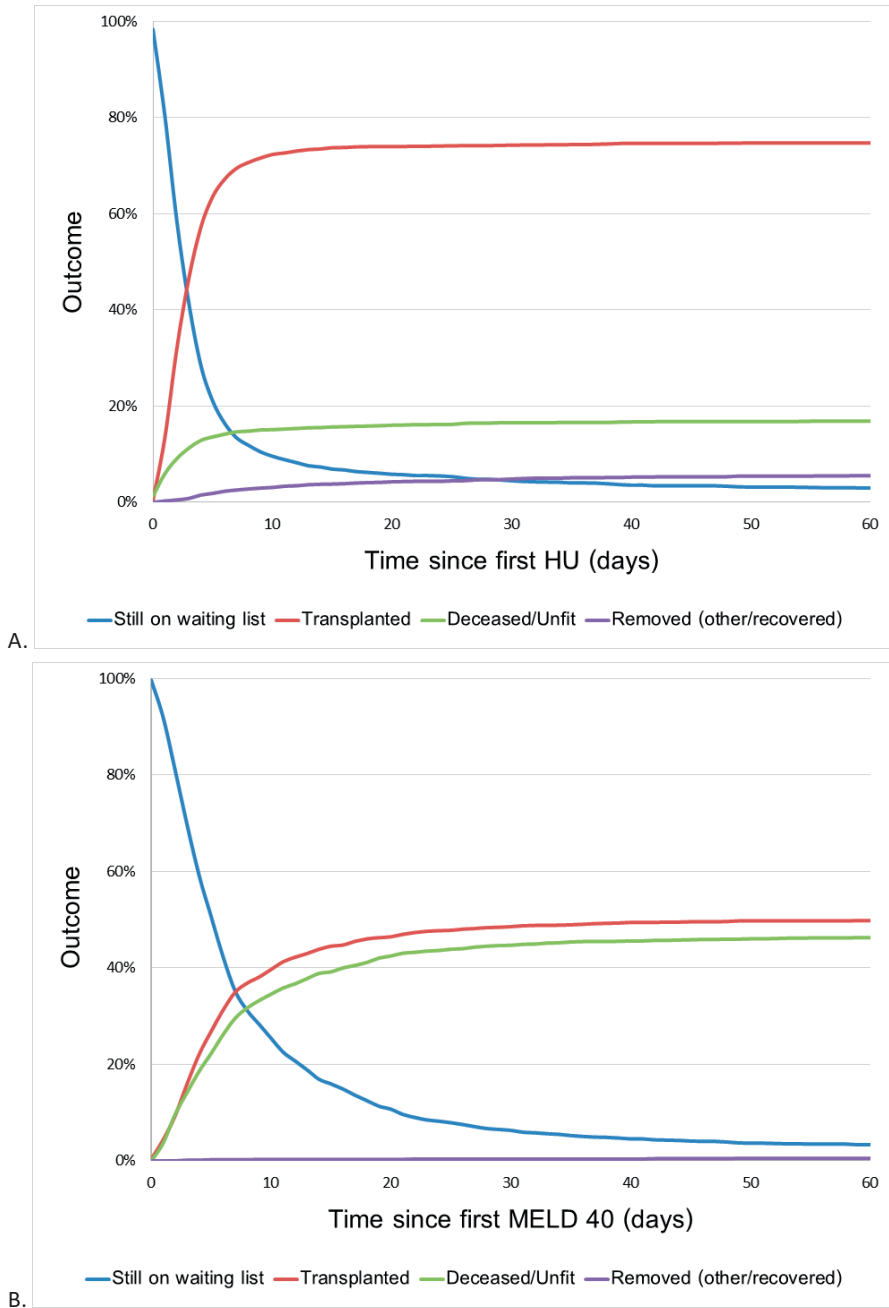 100%
80%
60%
40%
20%
0%
Outcome
0 10 20 30 40 50 60
Time since first HU (days)
Still on waiting list Transplanted Deceased/Unfit Removed (other/recovered)
A.
100%
80%
60%
40%
20%
0%
Outcome
0 10 20 30 40 50 60
Time since first MELD 40 (days)
Still on waiting list Transplanted Deceased/Unfit Removed (other/recovered)
B.